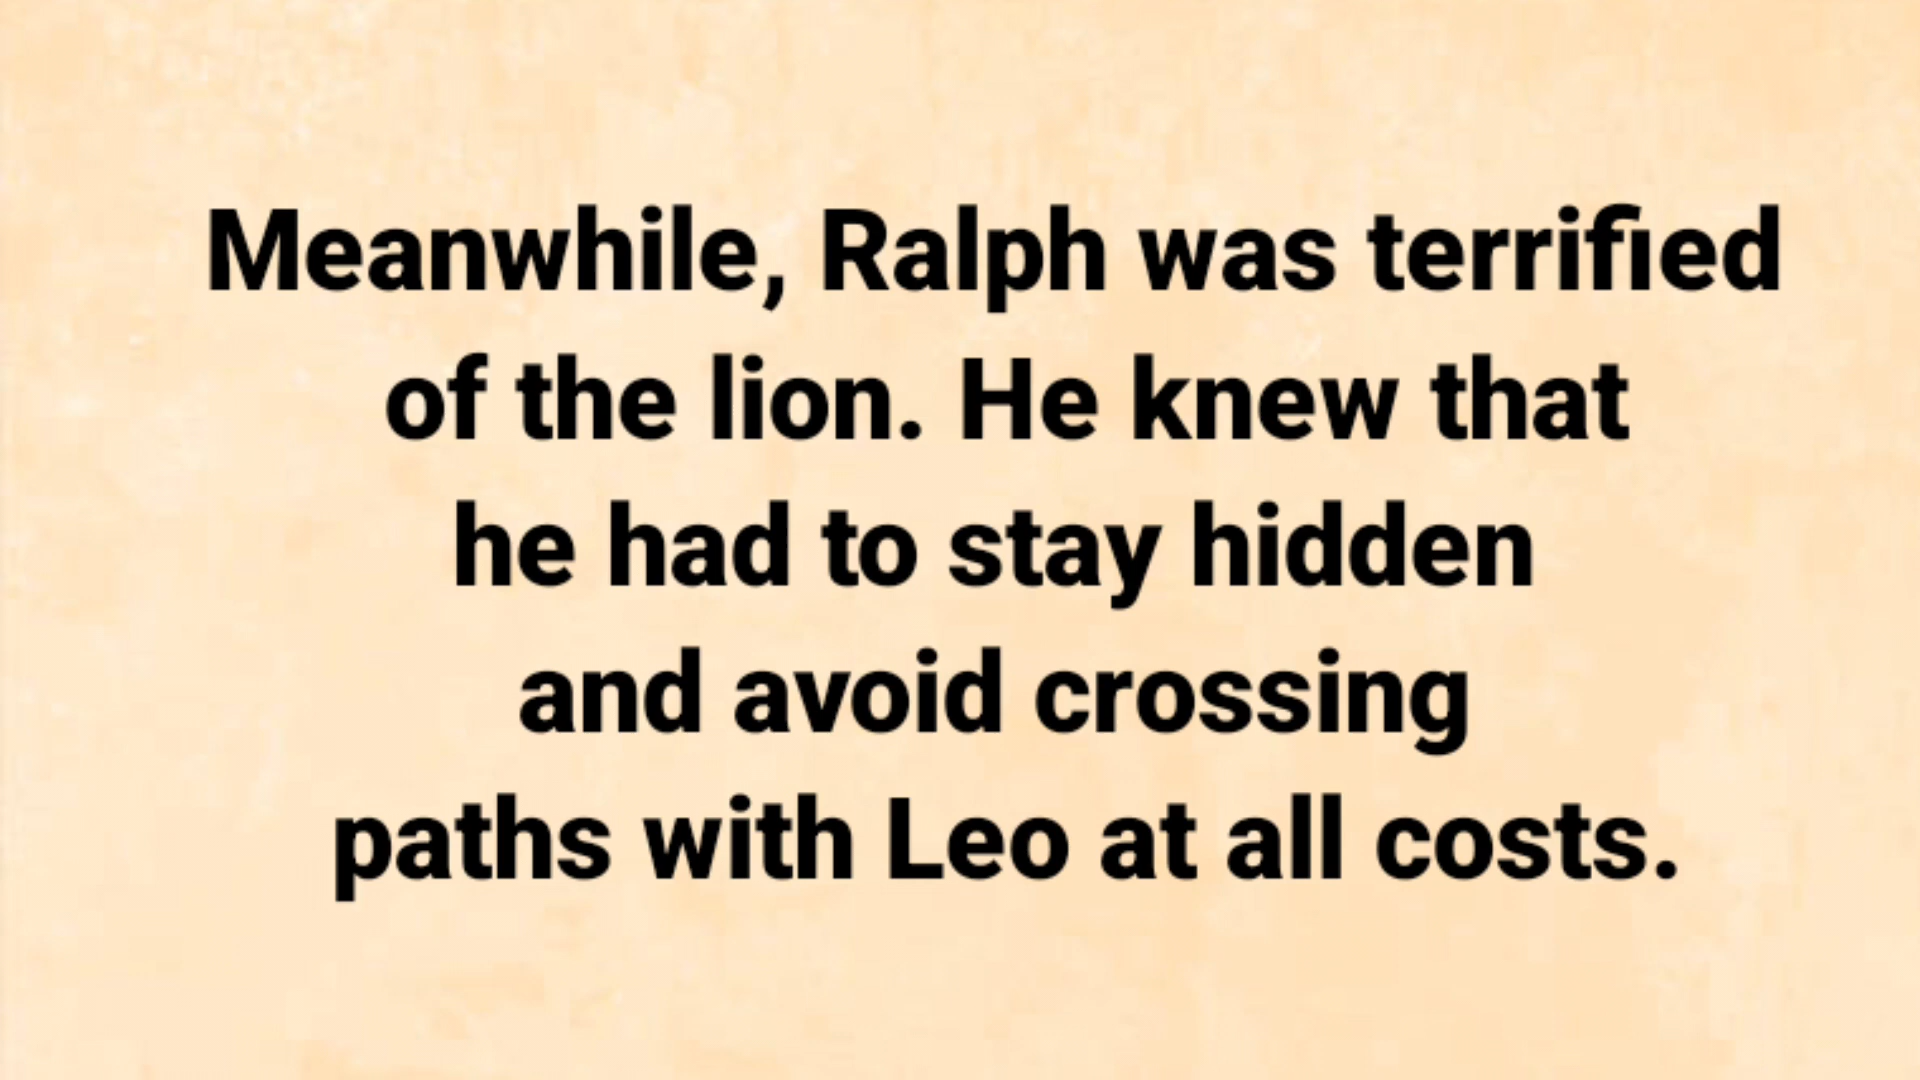 Meanwhile, Ralph was terrified
of the lion. He knew that
he had to stay hidden
and avoid crossing
paths with Leo at all costs.